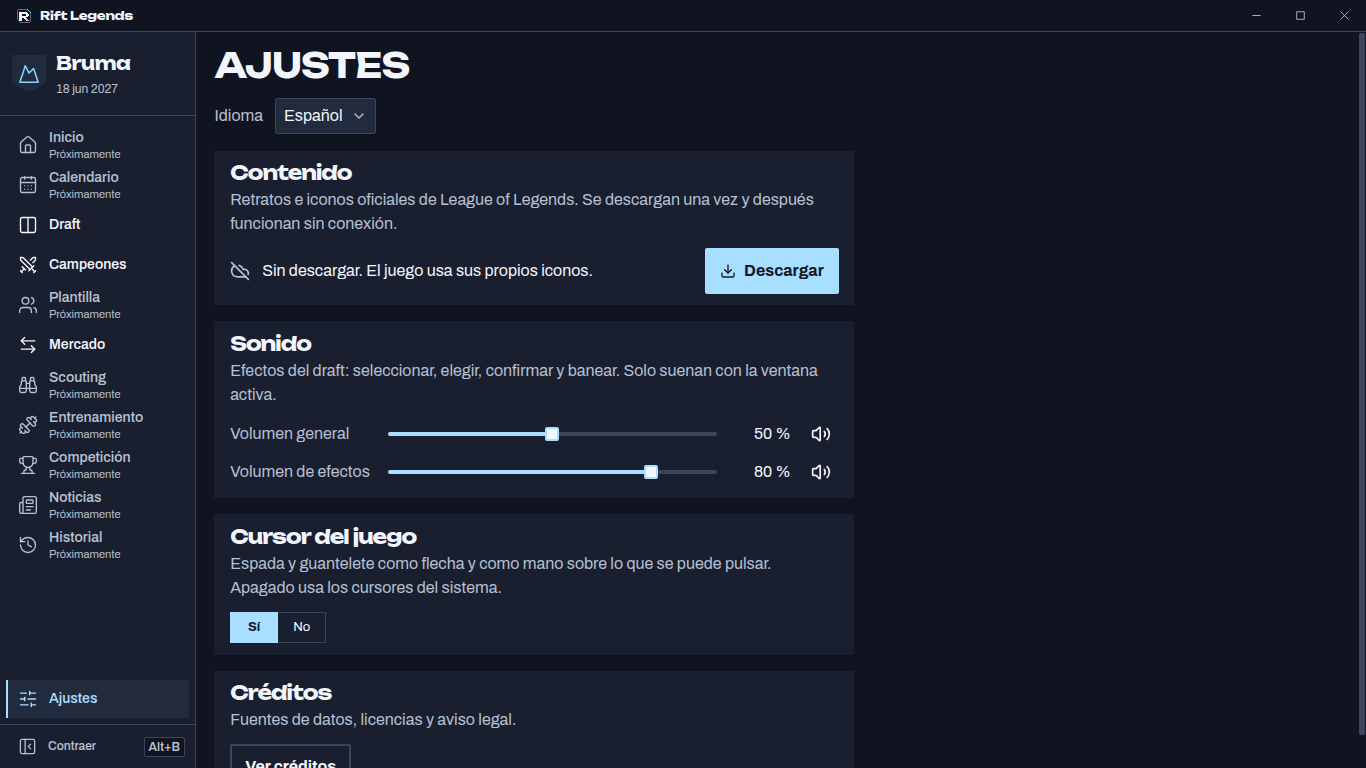 Rift Legends
Bruma
18 jun 2027
Inicio
Próximamente
Calendario
Próximamente
Draft
Campeones
Plantilla
Próximamente
Mercado
Scouting
Próximamente
Entrenamiento
Próximamente
Competición
Próximamente
Noticias
Próximamente
Historial
Próximamente
Ajustes
Contraer Alt+B
AJUSTES
Idioma Español
Contenido
Retratos e iconos oficiales de League of Legends. Se descargan una vez y después
funcionan sin conexión.
Sin descargar. El juego usa sus propios iconos. Descargar
Sonido
Efectos del draft: seleccionar, elegir, confirmar y banear. Solo suenan con la ventana
activa.
Volumen general 50 %
Volumen de efectos 80 %
Cursor del juego
Espada y guantelete como flecha y como mano sobre lo que se puede pulsar.
Apagado usa los cursores del sistema.
Sí No
Créditos
Fuentes de datos, licencias y aviso legal.
Ver créditos